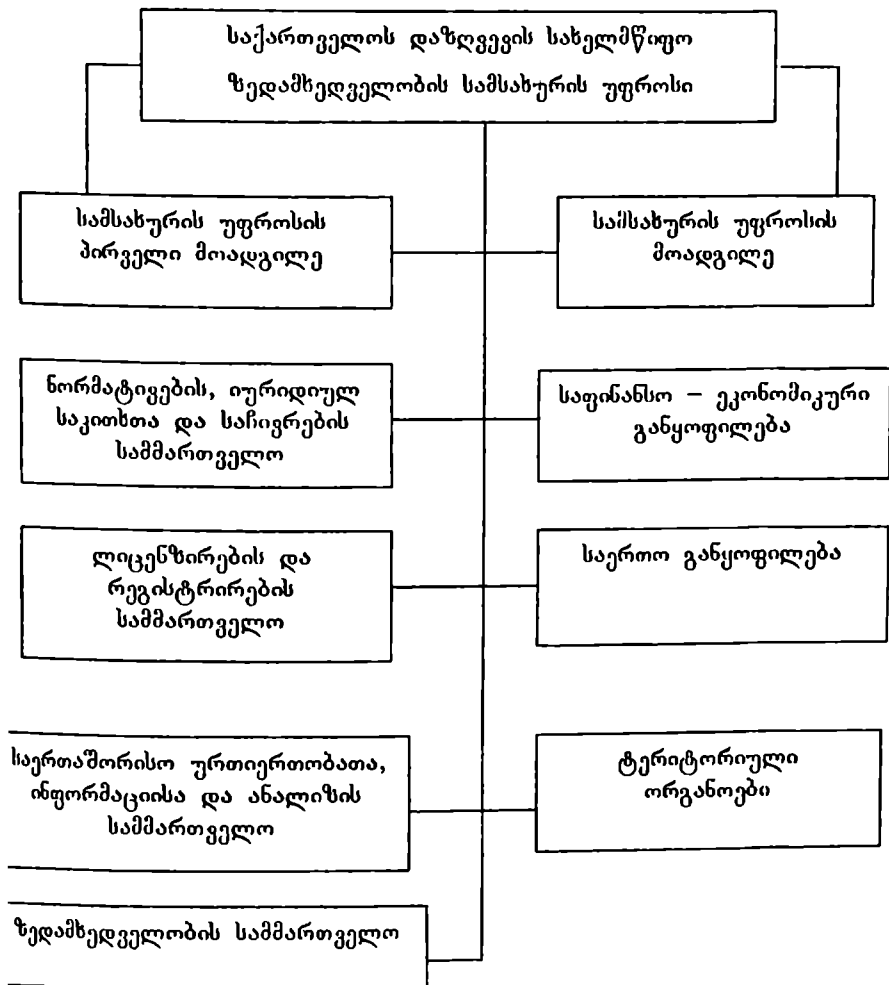 საქართველოს დაზღვევის სახელმწიფო
ზედამხედველობის სამსახურის უფროსი
სამსახურის უფროსის
პირველი მოადგილე
სამსახურის უფროსის
მოადგილე
ნორმატივების, იურიდიულ
საკითხთა და საჩივრების
სამმართველო
საფინანსო – ეკონომიკური
განყოფილება
ლიცენზირების და
რეგისტრირების
სამმართველო
საერთო განყოფილება
საერთაშორისო ურთიერთობათა,
ინფორმაციისა და ანალიზის
სამმართველო
ტერიტორიული
ორგანოები
ზედამხედველობის სამმართველო